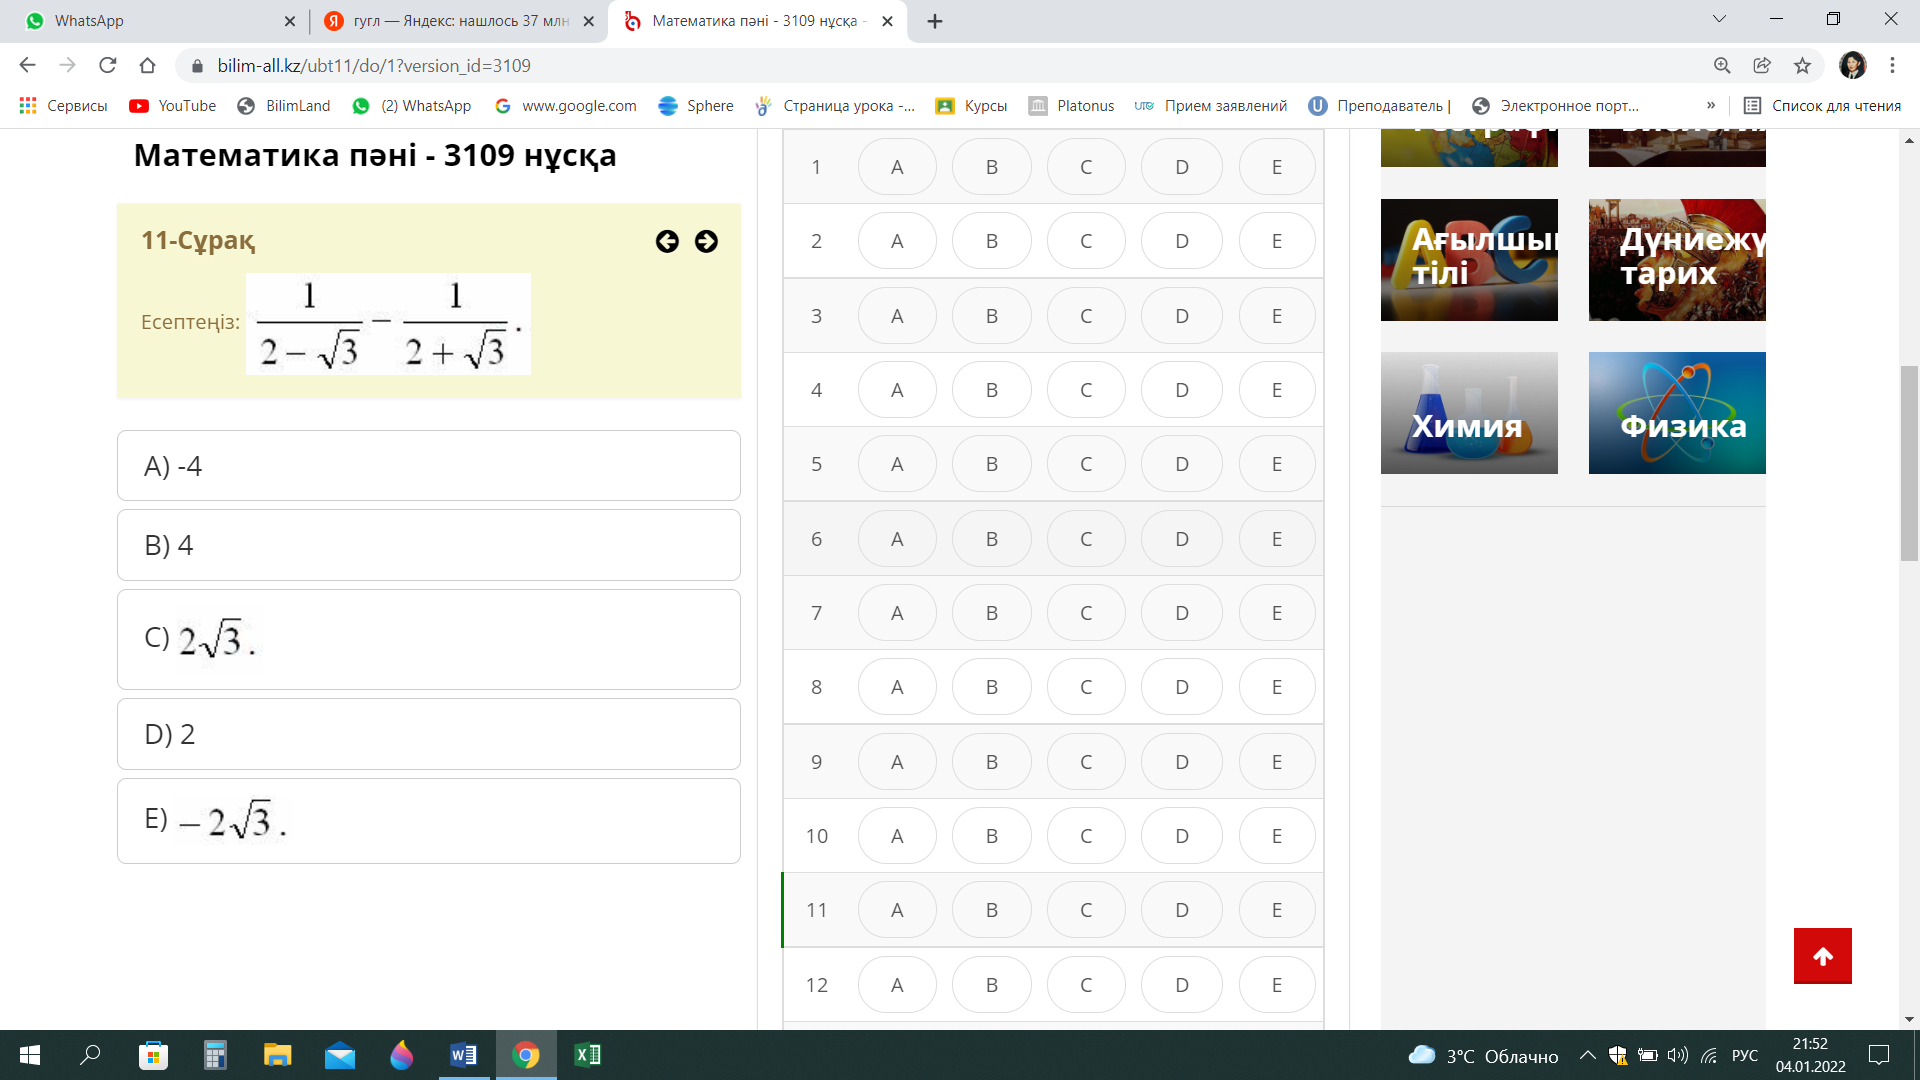 WhatsApp
гугл — Яндекс: нашлось 37 млн
Математика пәні - 3109 нұсқа -
bilim-all.kz/ubt11/do/1?version_id=3109
Сервисы
YouTube
BilimLand
(2) WhatsApp
www.google.com
Sphere
Страница урока -...
Курсы
Platonus
Прием заявлений
Преподаватель |
Электронное порт...
»
Список для чтения
Математика пәні - 3109 нұсқа
11-Сұрақ
Есептеңіз: 1/(2 − √3) − 1/(2 + √3) .
A) -4
B) 4
C) 2√3 .
D) 2
E) − 2√3 .
1 A B C D E
2 A B C D E
3 A B C D E
4 A B C D E
5 A B C D E
6 A B C D E
7 A B C D E
8 A B C D E
9 A B C D E
10 A B C D E
11 A B C D E
12 A B C D E
ABC
Ағылшы
тілі
Дүниежү
тарих
Химия
Физика
3°C Облачно
РУС
21:52
04.01.2022